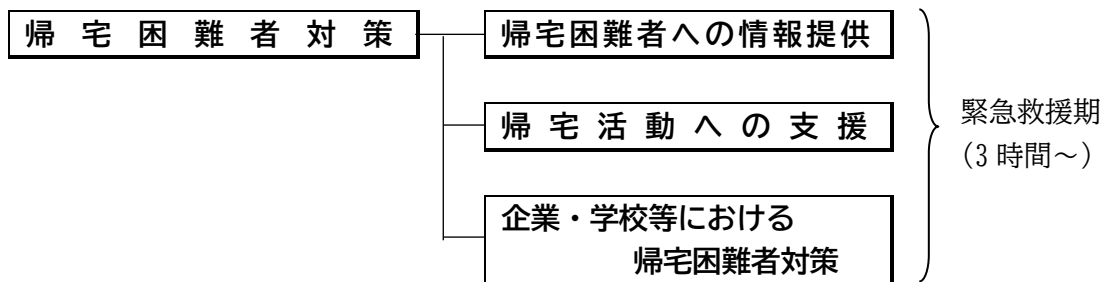 帰宅困難者対策
帰宅困難者への情報提供
帰宅活動への支援
企業・学校等における
帰宅困難者対策
緊急救援期
（3時間～）